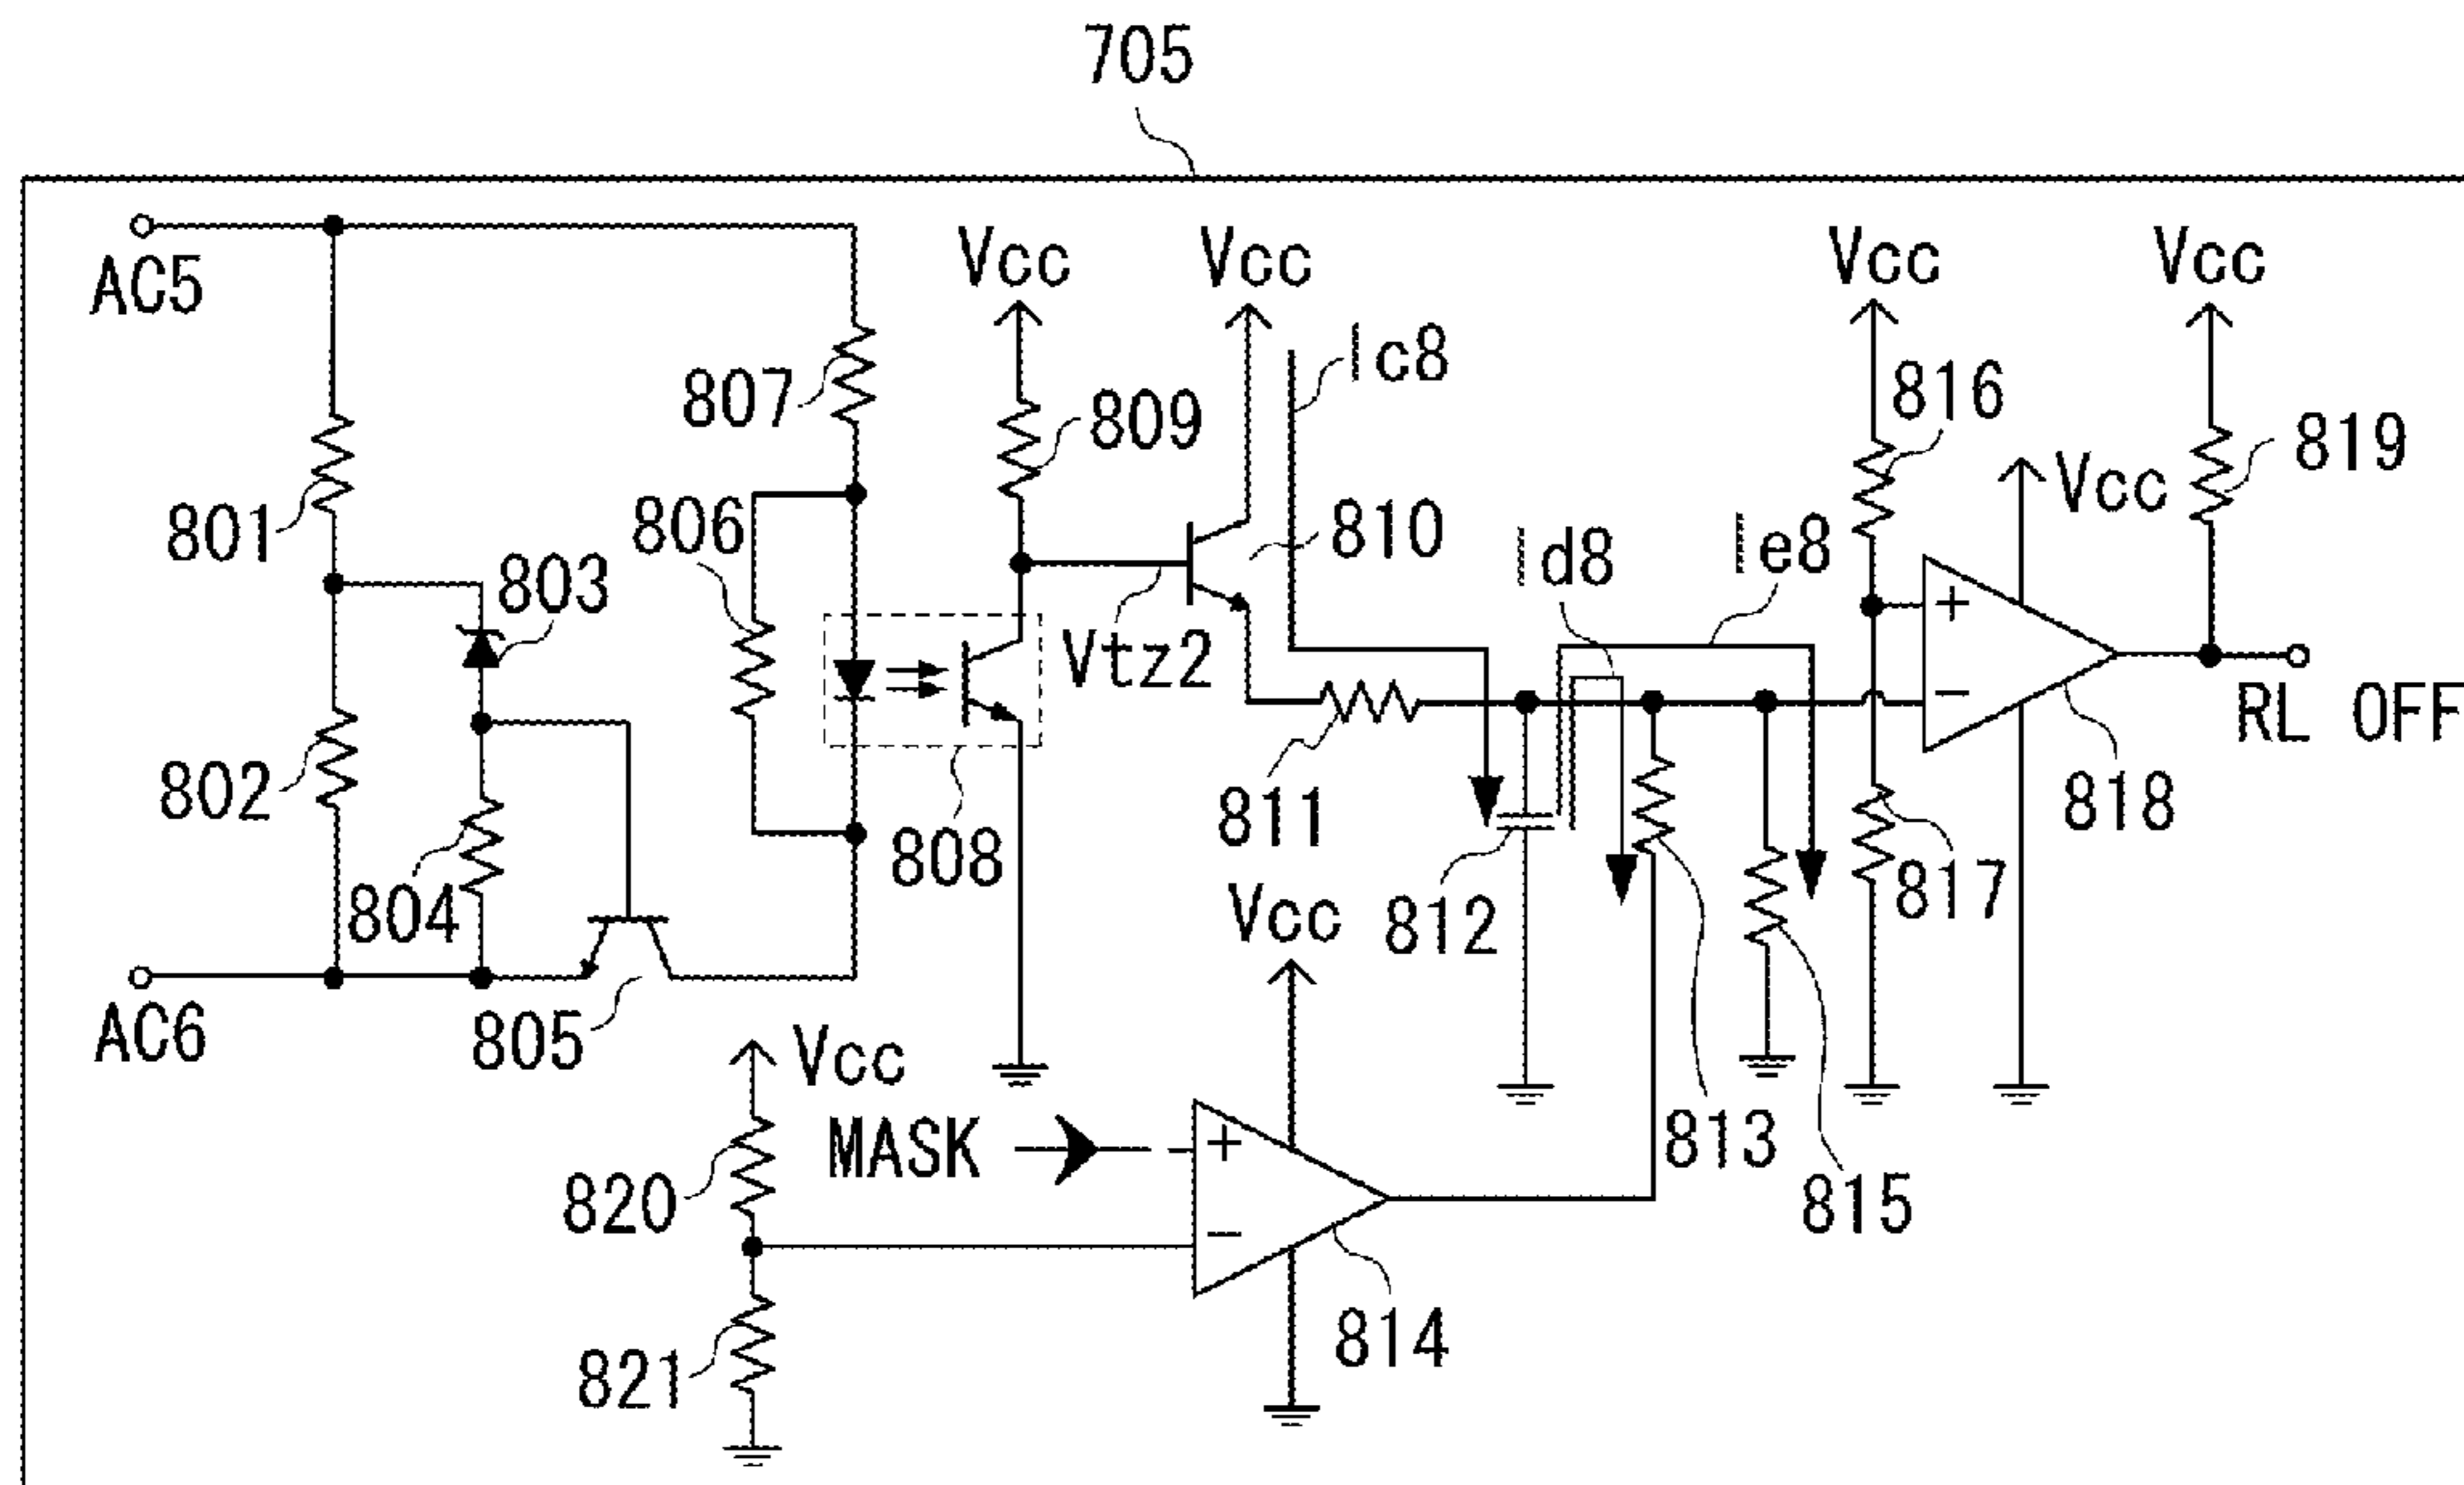 705
AC5
Vcc
Vcc
Vcc
Vcc
Ic8
807
816
809
819
801
806
Vcc
810
Id8
Ie8
803
Vtz2
RL OFF
802
811
818
808
804
812
817
Vcc
AC6
805
Vcc
MASK
813
820
815
821
814
+
−
+
−